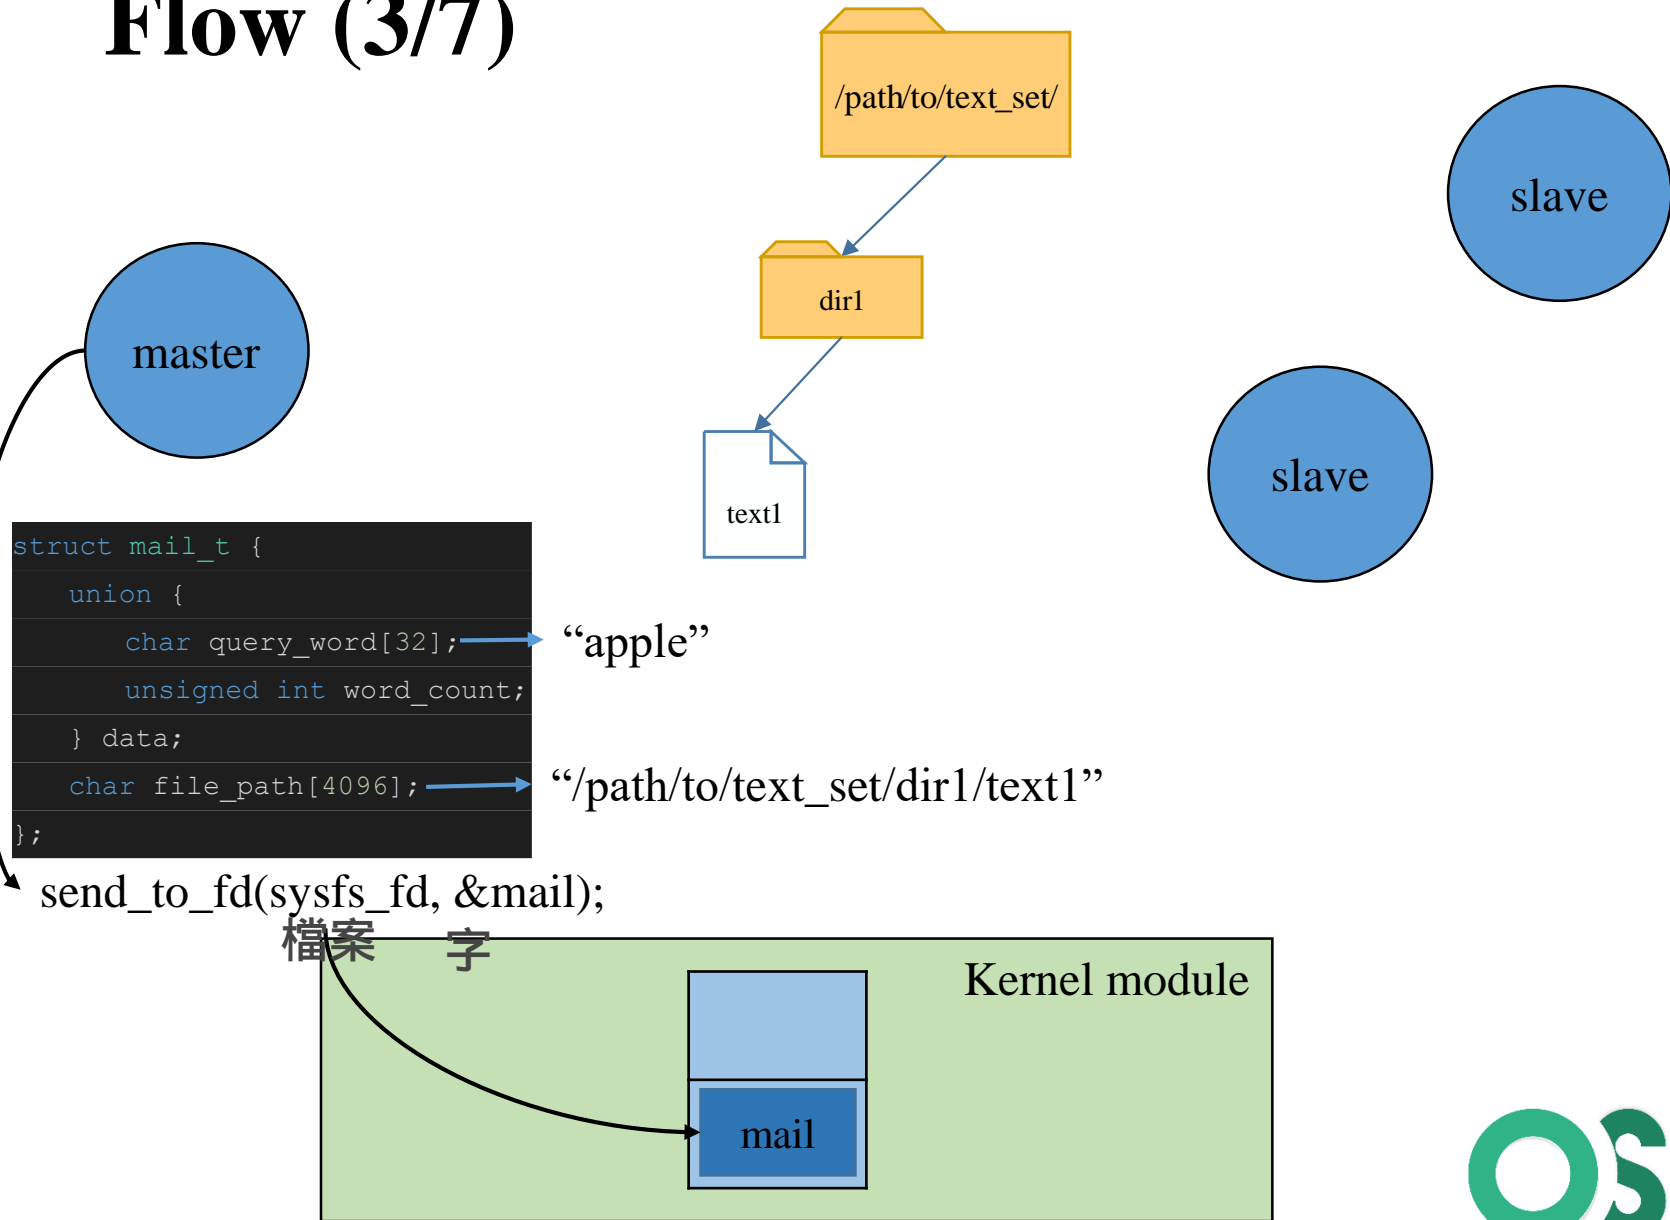 Flow (3/7)
/path/to/text_set/
slave
dir1
master
slave
text1
struct mail_t {
union {
char query_word[32];
“apple”
unsigned int word_count;
} data;
char file_path[4096];
“/path/to/text_set/dir1/text1”
};
send_to_fd(sysfs_fd, &mail);
檔案 字
Kernel module
mail
OS